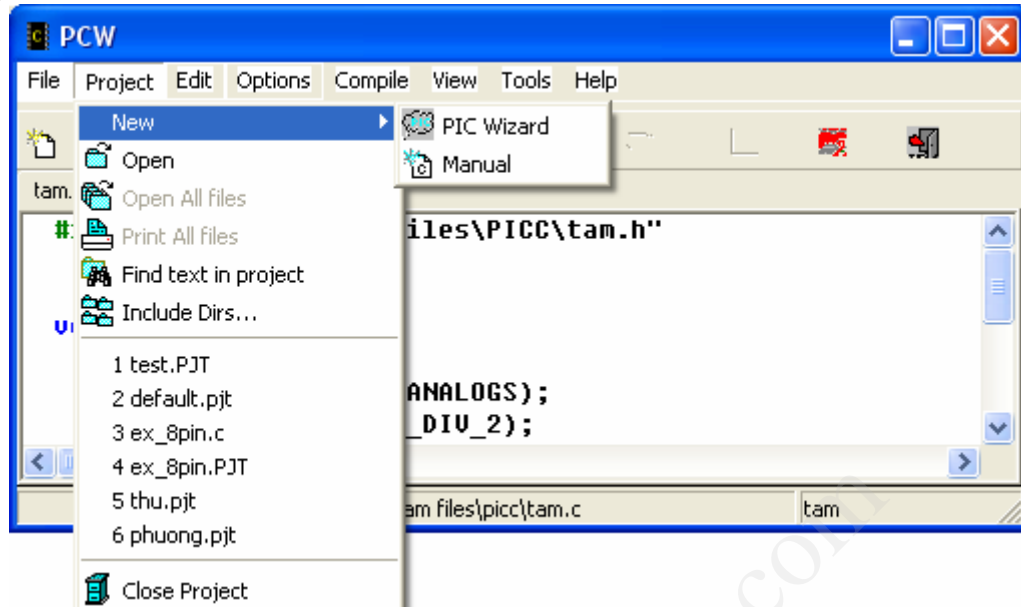 PCW
File Project Edit Options Compile View Tools Help
New
PIC Wizard
Manual
Open
Open All files
Print All files
Find text in project
Include Dirs...
1 test.PJT
2 default.pjt
3 ex_8pin.c
4 ex_8pin.PJT
5 thu.pjt
6 phuong.pjt
Close Project
tam.
iles\PICC\tam.h"
ANALOGS);
_DIV_2);
am files\picc\tam.c
tam
com